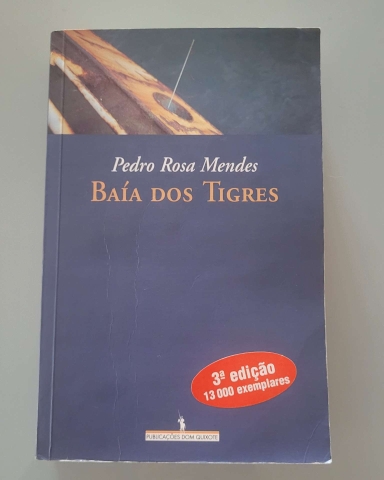 Pedro Rosa Mendes
BAÍA DOS TIGRES
3ª edição
13 000 exemplares
PUBLICAÇÕES DOM QUIXOTE